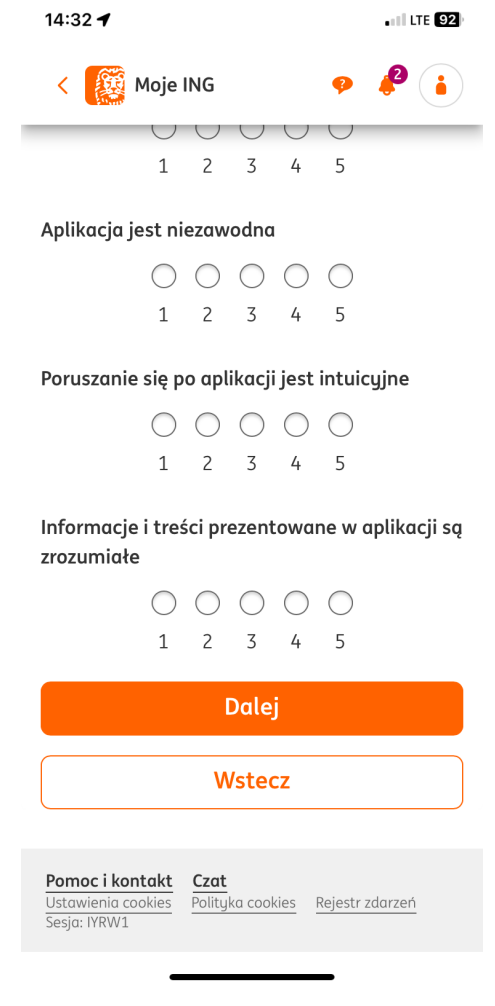 14:32 LTE 92
Moje ING 2
1 2 3 4 5
Aplikacja jest niezawodna
1 2 3 4 5
Poruszanie się po aplikacji jest intuicyjne
1 2 3 4 5
Informacje i treści prezentowane w aplikacji są
zrozumiałe
1 2 3 4 5
Dalej
Wstecz
Pomoc i kontakt Czat
Ustawienia cookies Polityka cookies Rejestr zdarzeń
Sesja: IYRW1